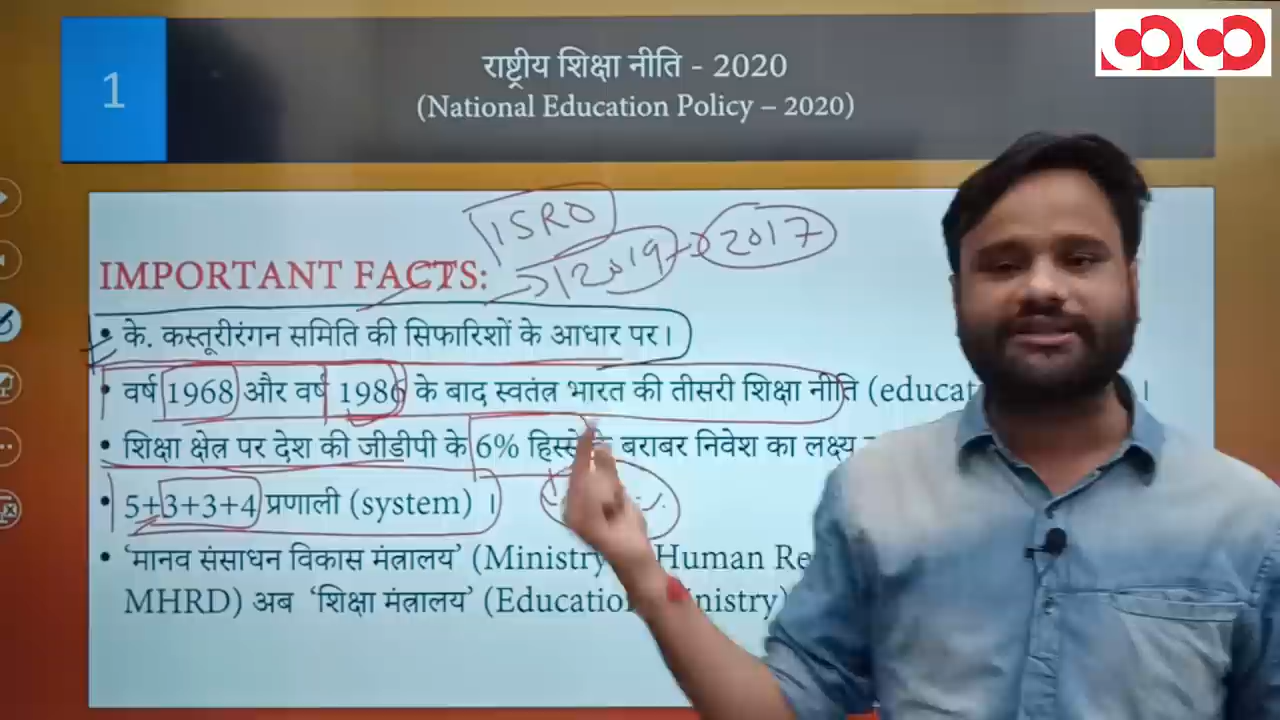 1
राष्ट्रीय शिक्षा नीति - 2020
(National Education Policy – 2020)
ISRO
2019 → 2017
IMPORTANT FACTS:
• के. कस्तूरीरंगन समिति की सिफारिशों के आधार पर।
• वर्ष 1968 और वर्ष 1986 के बाद स्वतंत्र भारत की तीसरी शिक्षा नीति (educat
• शिक्षा क्षेत्र पर देश की जीडीपी के 6% हिस्से के बराबर निवेश का लक्ष्य
• 5+3+3+4 प्रणाली (system) ।
• 'मानव संसाधन विकास मंत्रालय' (Ministry Human Re
MHRD) अब 'शिक्षा मंत्रालय' (Education Ministry)